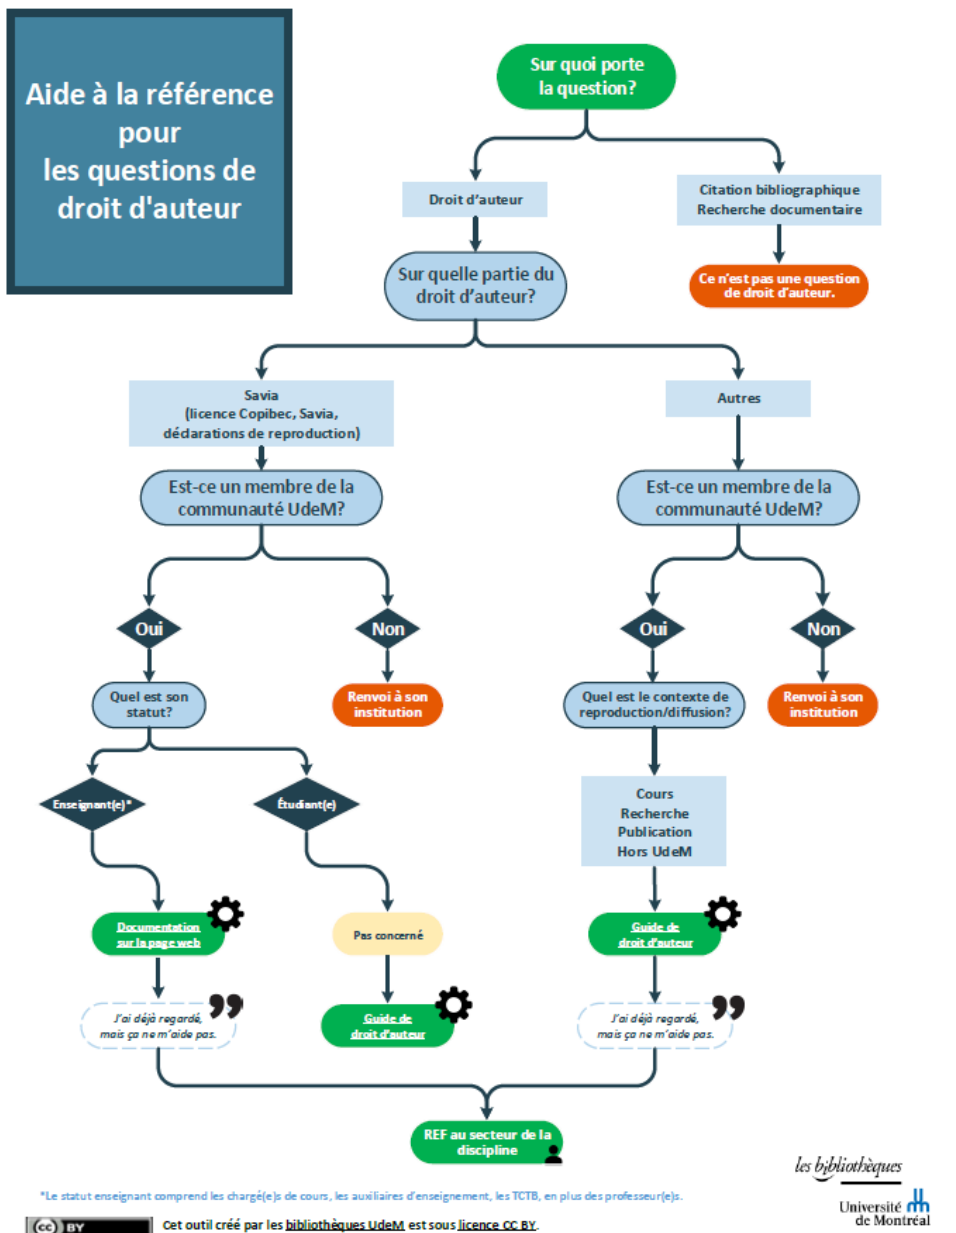 Aide à la référence
pour
les questions de
droit d'auteur
Sur quoi porte
la question?
Droit d'auteur
Citation bibliographique
Recherche documentaire
Sur quelle partie du
droit d'auteur?
Ce n'est pas une question
de droit d'auteur.
Savia
(licence Copibec, Savia,
déclarations de reproduction)
Autres
Est-ce un membre de la
communauté UdeM?
Est-ce un membre de la
communauté UdeM?
Oui
Non
Oui
Non
Quel est son
statut?
Renvoi à son
institution
Quel est le contexte de
reproduction/diffusion?
Renvoi à son
institution
Enseignant(e)*
Étudiant(e)
Cours
Recherche
Publication
Hors UdeM
Documentation
sur la page web
Pas concerné
Guide de
droit d'auteur
J'ai déjà regardé,
mais ça ne m'aide pas.
Guide de
droit d'auteur
J'ai déjà regardé,
mais ça ne m'aide pas.
REF au secteur de la
discipline
les bibliothèques
*Le statut enseignant comprend les chargé(e)s de cours, les auxiliaires d'enseignement, les TCTB, en plus des professeur(e)s.
Université
de Montréal
cc BY
Cet outil créé par les bibliothèques UdeM est sous licence CC BY.